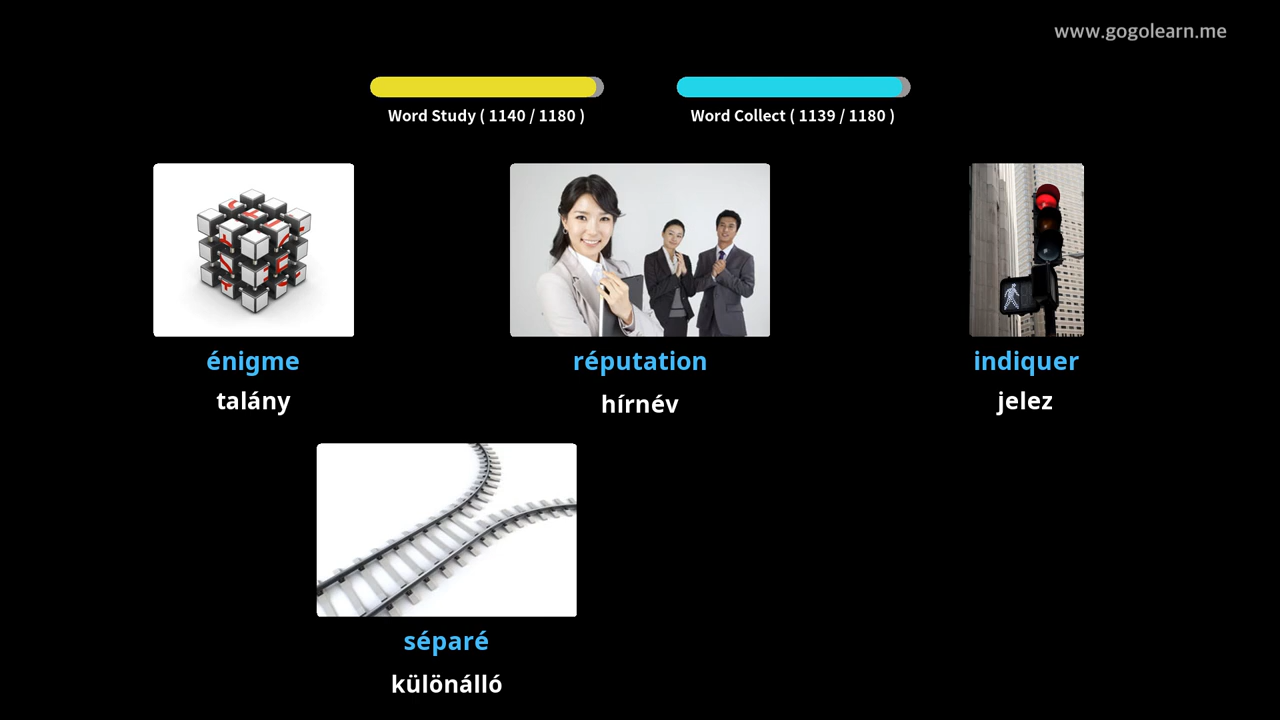 www.gogolearn.me
Word Study ( 1140 / 1180 )
Word Collect ( 1139 / 1180 )
énigme
talány
réputation
hírnév
indiquer
jelez
séparé
különálló